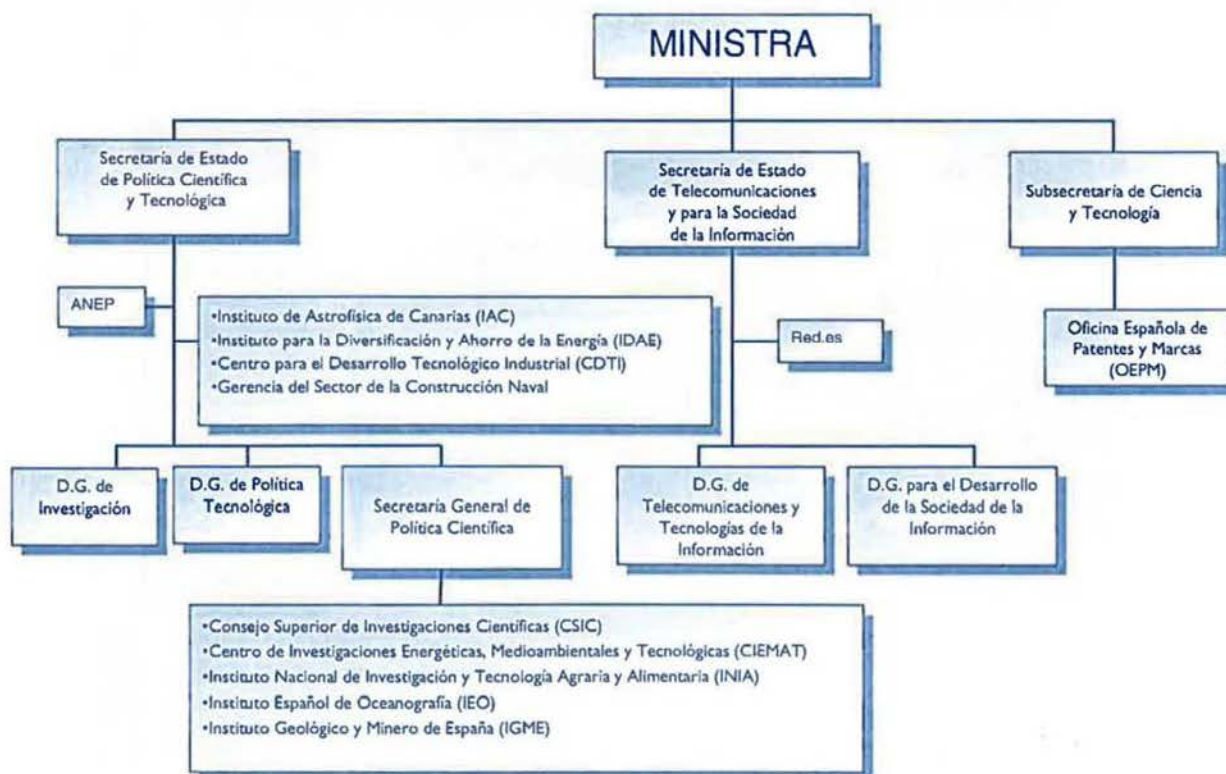 MINISTRA
Secretaría de Estado
de Política Científica
y Tecnológica
Secretaría de Estado
de Telecomunicaciones
y para la Sociedad
de la Información
Subsecretaría de Ciencia
y Tecnología
ANEP
•Instituto de Astrofísica de Canarias (IAC)
•Instituto para la Diversificación y Ahorro de la Energía (IDAE)
•Centro para el Desarrollo Tecnológico Industrial (CDTI)
•Gerencia del Sector de la Construcción Naval
Red.es
Oficina Española de
Patentes y Marcas
(OEPM)
D.G. de
Investigación
D.G. de Política
Tecnológica
Secretaría General de
Política Científica
D.G. de
Telecomunicaciones y
Tecnologías de la
Información
D.G. para el Desarrollo
de la Sociedad de la
Información
•Consejo Superior de Investigaciones Científicas (CSIC)
•Centro de Investigaciones Energéticas, Medioambientales y Tecnológicas (CIEMAT)
•Instituto Nacional de Investigación y Tecnología Agraria y Alimentaria (INIA)
•Instituto Español de Oceanografía (IEO)
•Instituto Geológico y Minero de España (IGME)